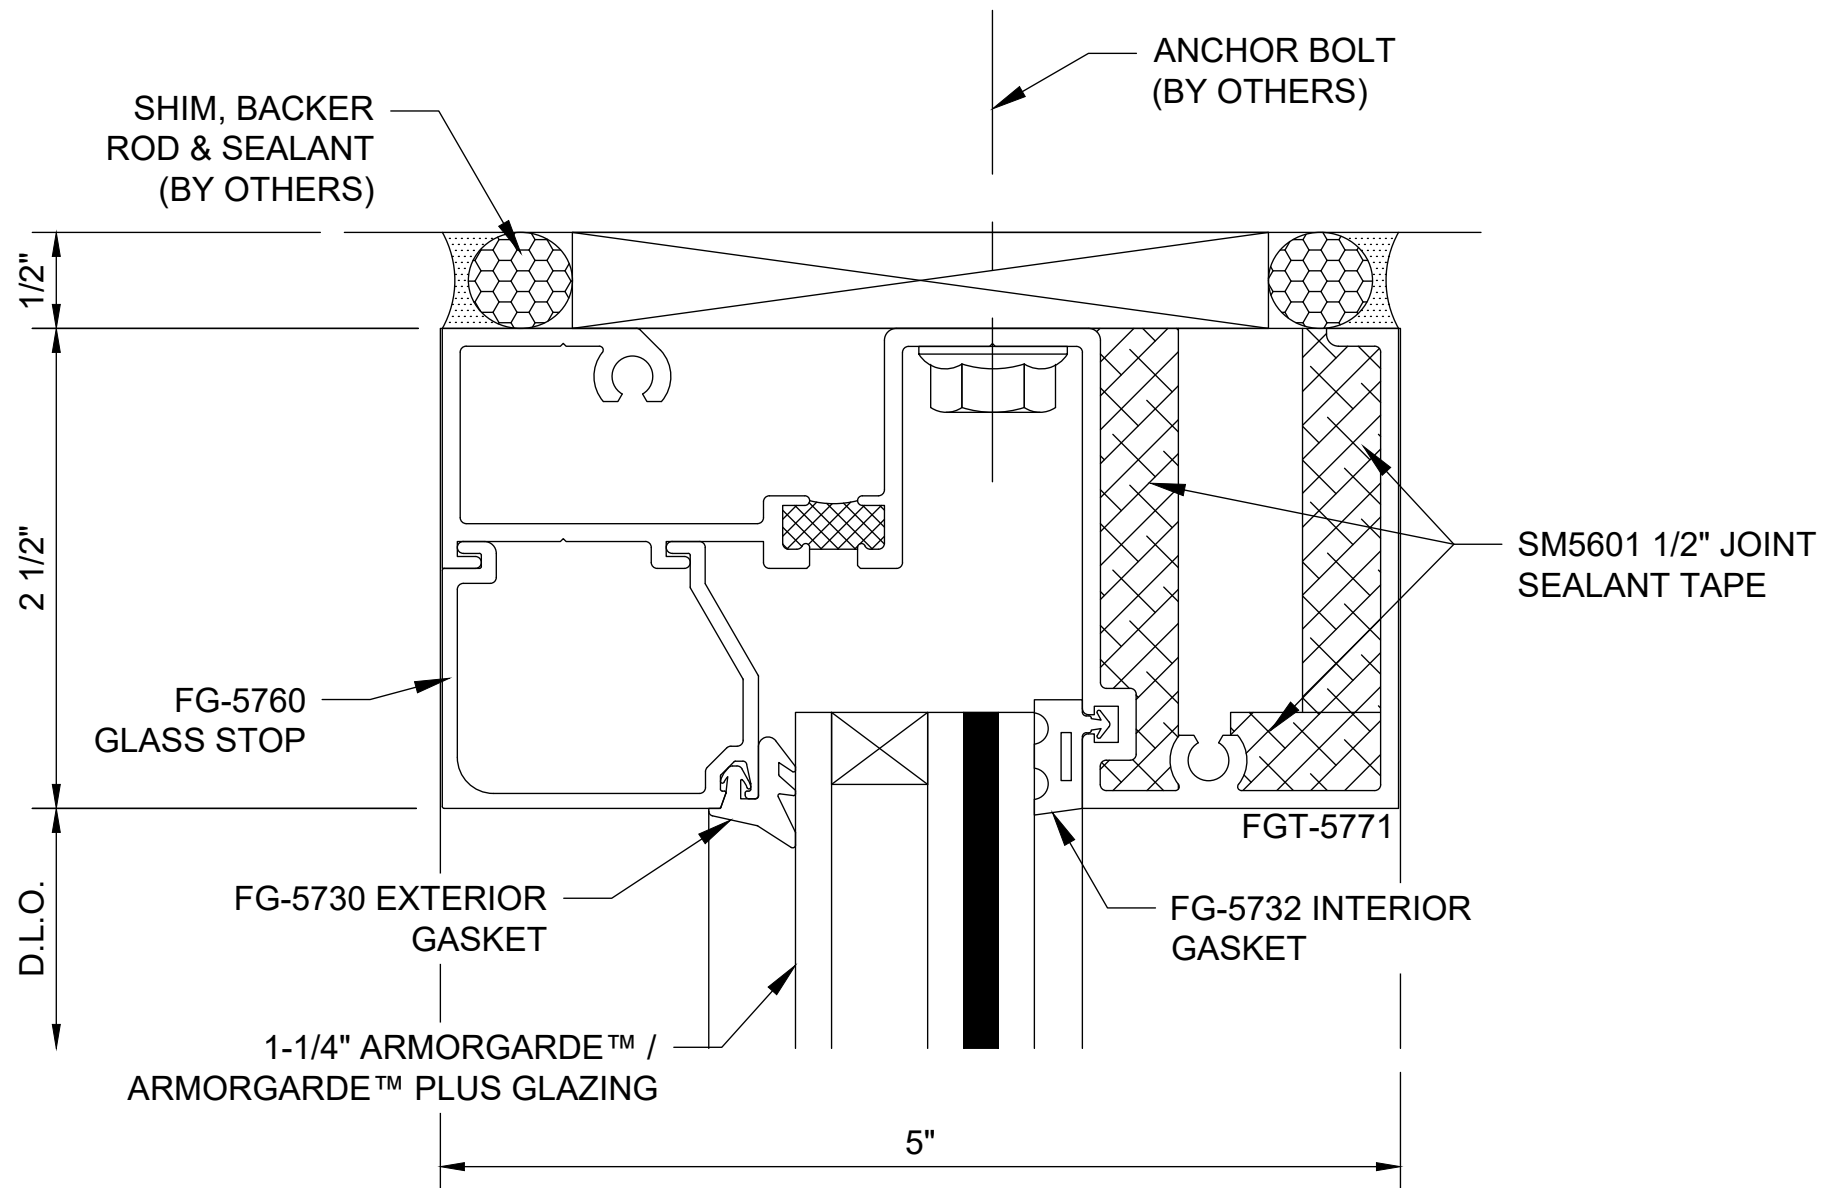 ANCHOR BOLT
(BY OTHERS)
SHIM, BACKER
ROD & SEALANT
(BY OTHERS)
1/2"
2 1/2"
SM5601 1/2" JOINT
SEALANT TAPE
FG-5760
GLASS STOP
FGT-5771
D.L.O.
FG-5730 EXTERIOR
GASKET
FG-5732 INTERIOR
GASKET
1-1/4" ARMORGARDE™ /
ARMORGARDE™ PLUS GLAZING
5"